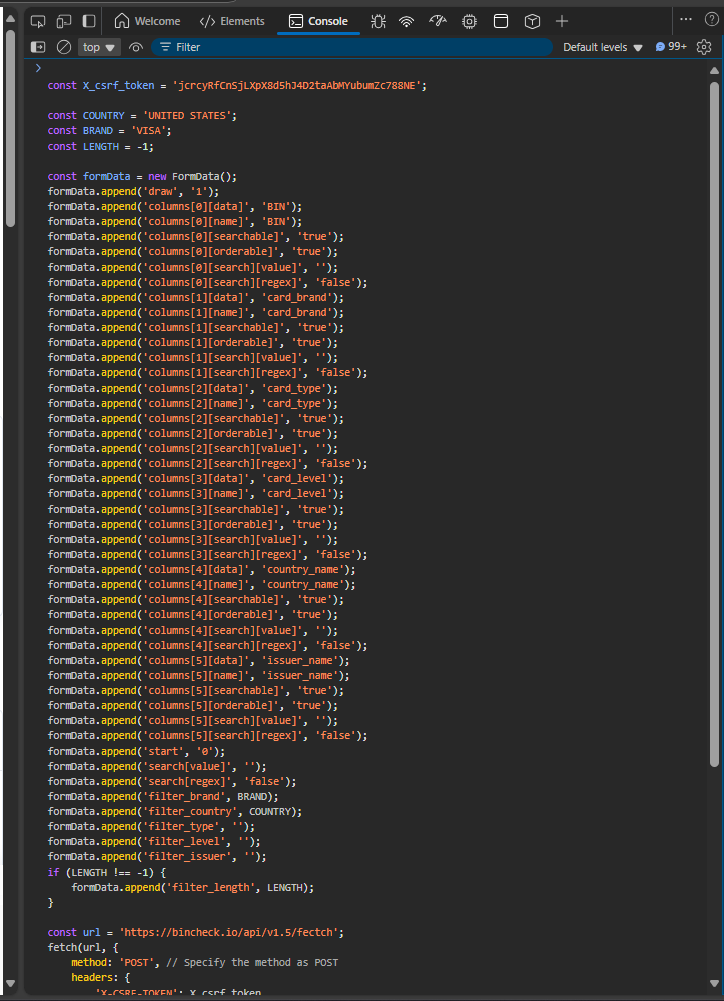 Welcome Elements Console
top Filter Default levels 99+
const X_csrf_token = 'jcrcyRfCnSjLXpX8d5hJ4D2taAbMYubumZc788NE';
const COUNTRY = 'UNITED STATES';
const BRAND = 'VISA';
const LENGTH = -1;
const formData = new FormData();
formData.append('draw', '1');
formData.append('columns[0][data]', 'BIN');
formData.append('columns[0][name]', 'BIN');
formData.append('columns[0][searchable]', 'true');
formData.append('columns[0][orderable]', 'true');
formData.append('columns[0][search][value]', '');
formData.append('columns[0][search][regex]', 'false');
formData.append('columns[1][data]', 'card_brand');
formData.append('columns[1][name]', 'card_brand');
formData.append('columns[1][searchable]', 'true');
formData.append('columns[1][orderable]', 'true');
formData.append('columns[1][search][value]', '');
formData.append('columns[1][search][regex]', 'false');
formData.append('columns[2][data]', 'card_type');
formData.append('columns[2][name]', 'card_type');
formData.append('columns[2][searchable]', 'true');
formData.append('columns[2][orderable]', 'true');
formData.append('columns[2][search][value]', '');
formData.append('columns[2][search][regex]', 'false');
formData.append('columns[3][data]', 'card_level');
formData.append('columns[3][name]', 'card_level');
formData.append('columns[3][searchable]', 'true');
formData.append('columns[3][orderable]', 'true');
formData.append('columns[3][search][value]', '');
formData.append('columns[3][search][regex]', 'false');
formData.append('columns[4][data]', 'country_name');
formData.append('columns[4][name]', 'country_name');
formData.append('columns[4][searchable]', 'true');
formData.append('columns[4][orderable]', 'true');
formData.append('columns[4][search][value]', '');
formData.append('columns[4][search][regex]', 'false');
formData.append('columns[5][data]', 'issuer_name');
formData.append('columns[5][name]', 'issuer_name');
formData.append('columns[5][searchable]', 'true');
formData.append('columns[5][orderable]', 'true');
formData.append('columns[5][search][value]', '');
formData.append('columns[5][search][regex]', 'false');
formData.append('start', '0');
formData.append('search[value]', '');
formData.append('search[regex]', 'false');
formData.append('filter_brand', BRAND);
formData.append('filter_country', COUNTRY);
formData.append('filter_type', '');
formData.append('filter_level', '');
formData.append('filter_issuer', '');
if (LENGTH !== -1) {
formData.append('filter_length', LENGTH);
}
const url = 'https://bincheck.io/api/v1.5/fectch';
fetch(url, {
method: 'POST', // Specify the method as POST
headers: {
'X-CSRF-TOKEN': X_csrf_token